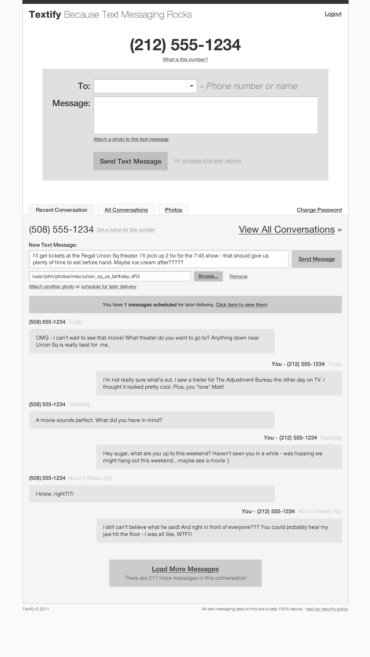 Textify Because Text Messaging Rocks
Logout
(212) 555-1234
What is this number?
To:
« Phone number or name
Message:
Attach a photo to this text message
Send Text Message
Or, schedule it for later delivery.
Recent Conversation
All Conversations
Photos
Change Password
(508) 555-1234 Set a name for this number
View All Conversations »
New Text Message:
I'll get tickets at the Regal Union Sq theater. I'll pick up 2 tix for the 7:45 show - that should give us
plenty of time to eat before hand. Maybe ice cream after?????
Send Message
/user/john/photos/misc/union_sq_us_birthday.JPG
Browse...
Remove
Attach another photo or schedule for later delivery
You have 1 messages scheduled for later delivery. Click here to view them.
(508) 555-1234 Today
OMG - I can't wait to see that movie! What theater do you want to go to? Anything down near
Union Sq is really best for me.
You - (212) 555-1234 Today
I'm not really sure what's out. I saw a trailer for The Adjustment Bureau the other day on TV. I
thought it looked pretty cool. Plus, you *love* Matt!
(508) 555-1234 Yesterday
A movie sounds perfect. What did you have in mind?
You - (212) 555-1234 Yesterday
Hey sugar, what are you up to this weekend? Haven't seen you in a while - was hopeing we
might hang out this weekend... maybe see a movie :)
(508) 555-1234 About 2 Weeks Ago
I know, right?!?!
You - (212) 555-1234 About 2 Weeks Ago
I still can't believe what he said! And right in front of everyone??? You could probably hear my
jaw hit the floor - I was all like, WTF!!!
Load More Messages
There are 217 more messages in this conversation
Textify © 2011
All text messaging data on this site is kept 100% secure - read our security policy.